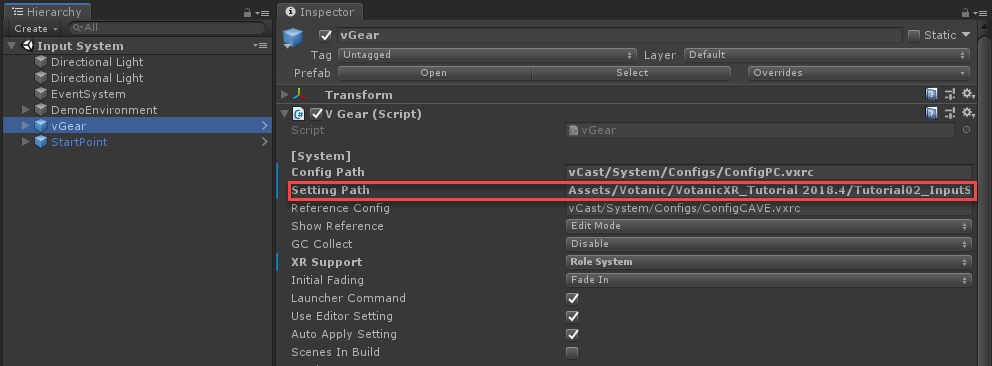 Hierarchy
Create
All
Input System
Directional Light
Directional Light
EventSystem
DemoEnvironment
vGear
StartPoint
Inspector
vGear
Static
Tag Untagged Layer Default
Prefab Open Select Overrides
Transform
V Gear (Script)
Script vGear
[System]
Config Path vCast/System/Configs/ConfigPC.vxrc
Setting Path Assets/Votanic/VotanicXR_Tutorial 2018.4/Tutorial02_InputS
Reference Config vCast/System/Configs/ConfigCAVE.vxrc
Show Reference Edit Mode
GC Collect Disable
XR Support Role System
Initial Fading Fade In
Launcher Command
Use Editor Setting
Auto Apply Setting
Scenes In Build